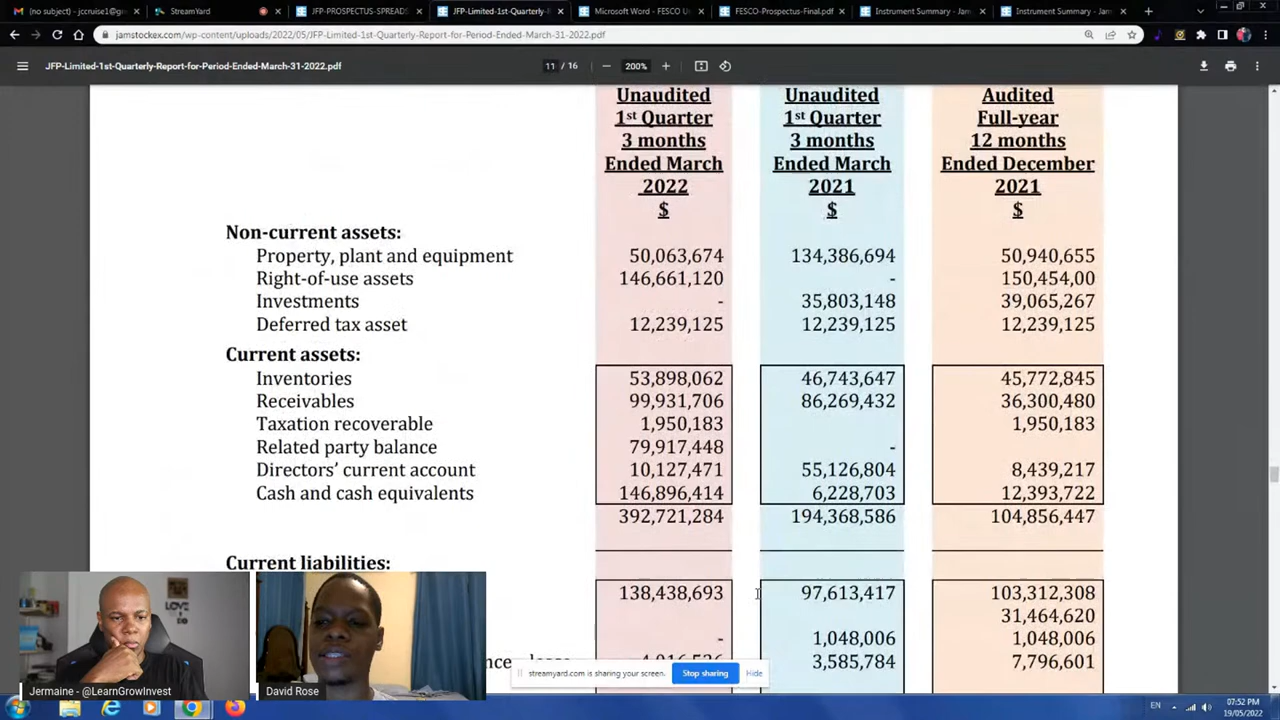 (no subject) - jcruise1@gm
StreamYard
JFP-PROSPECTUS-SPREADS
JFP-Limited-1st-Quarterly-R
Microsoft Word - FESCO Un
FESCO-Prospectus-Final.pdf
Instrument Summary - Jam
Instrument Summary - Jam
jamstockex.com/wp-content/uploads/2022/05/JFP-Limited-1st-Quarterly-Report-for-Period-Ended-March-31-2022.pdf
JFP-Limited-1st-Quarterly-Report-for-Period-Ended-March-31-2022.pdf 11 / 16 200%
Unaudited Unaudited Audited
1st Quarter 1st Quarter Full-year
3 months 3 months 12 months
Ended March Ended March Ended December
2022 2021 2021
$ $ $
Non-current assets:
Property, plant and equipment 50,063,674 134,386,694 50,940,655
Right-of-use assets 146,661,120 - 150,454,00
Investments - 35,803,148 39,065,267
Deferred tax asset 12,239,125 12,239,125 12,239,125
Current assets:
Inventories 53,898,062 46,743,647 45,772,845
Receivables 99,931,706 86,269,432 36,300,480
Taxation recoverable 1,950,183 1,950,183
Related party balance 79,917,448 -
Directors' current account 10,127,471 55,126,804 8,439,217
Cash and cash equivalents 146,896,414 6,228,703 12,393,722
392,721,284 194,368,586 104,856,447
Current liabilities:
138,438,693 97,613,417 103,312,308
31,464,620
- 1,048,006 1,048,006
3,585,784 7,796,601
streamyard.com is sharing your screen. Stop sharing Hide
Jermaine - @LearnGrowInvest
David Rose
EN
07:52 PM
19/05/2022